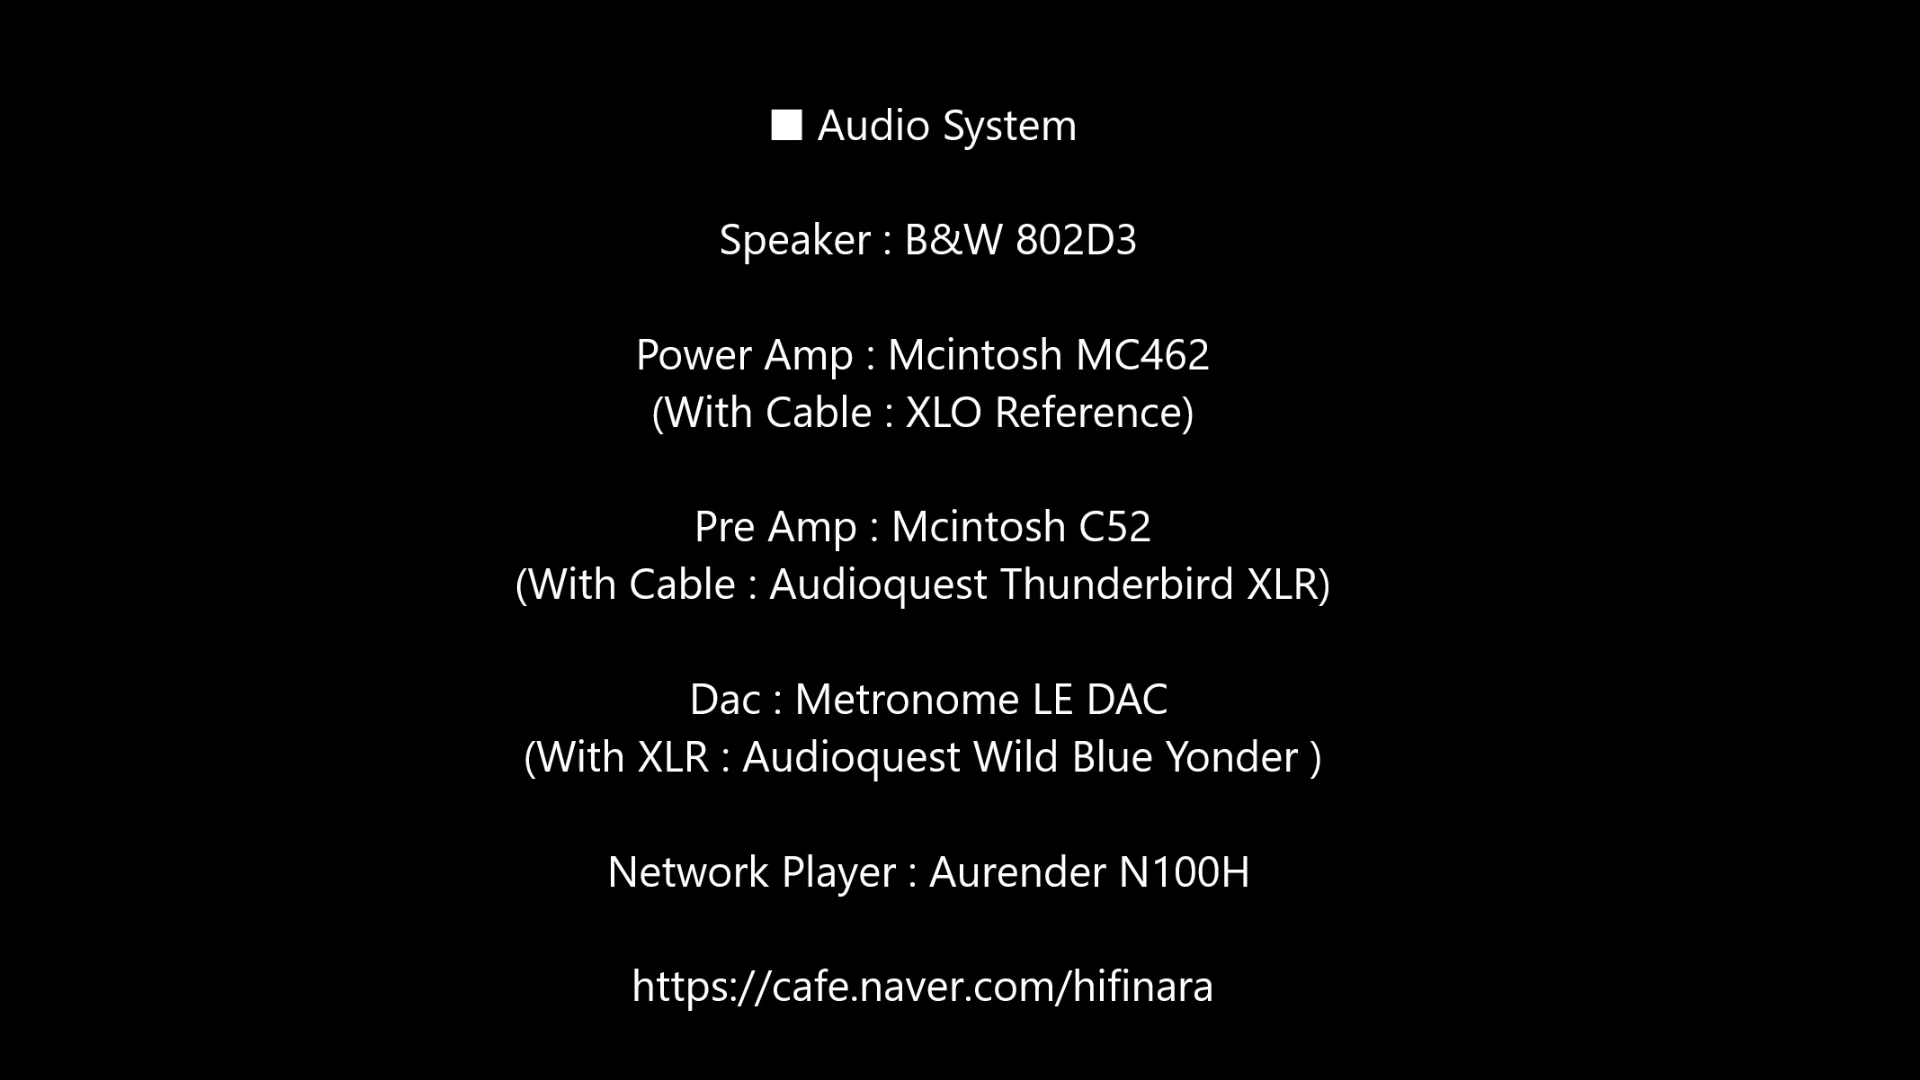 ■ Audio System
Speaker : B&W 802D3
Power Amp : Mcintosh MC462
(With Cable : XLO Reference)
Pre Amp : Mcintosh C52
(With Cable : Audioquest Thunderbird XLR)
Dac : Metronome LE DAC
(With XLR : Audioquest Wild Blue Yonder )
Network Player : Aurender N100H
https://cafe.naver.com/hifinara